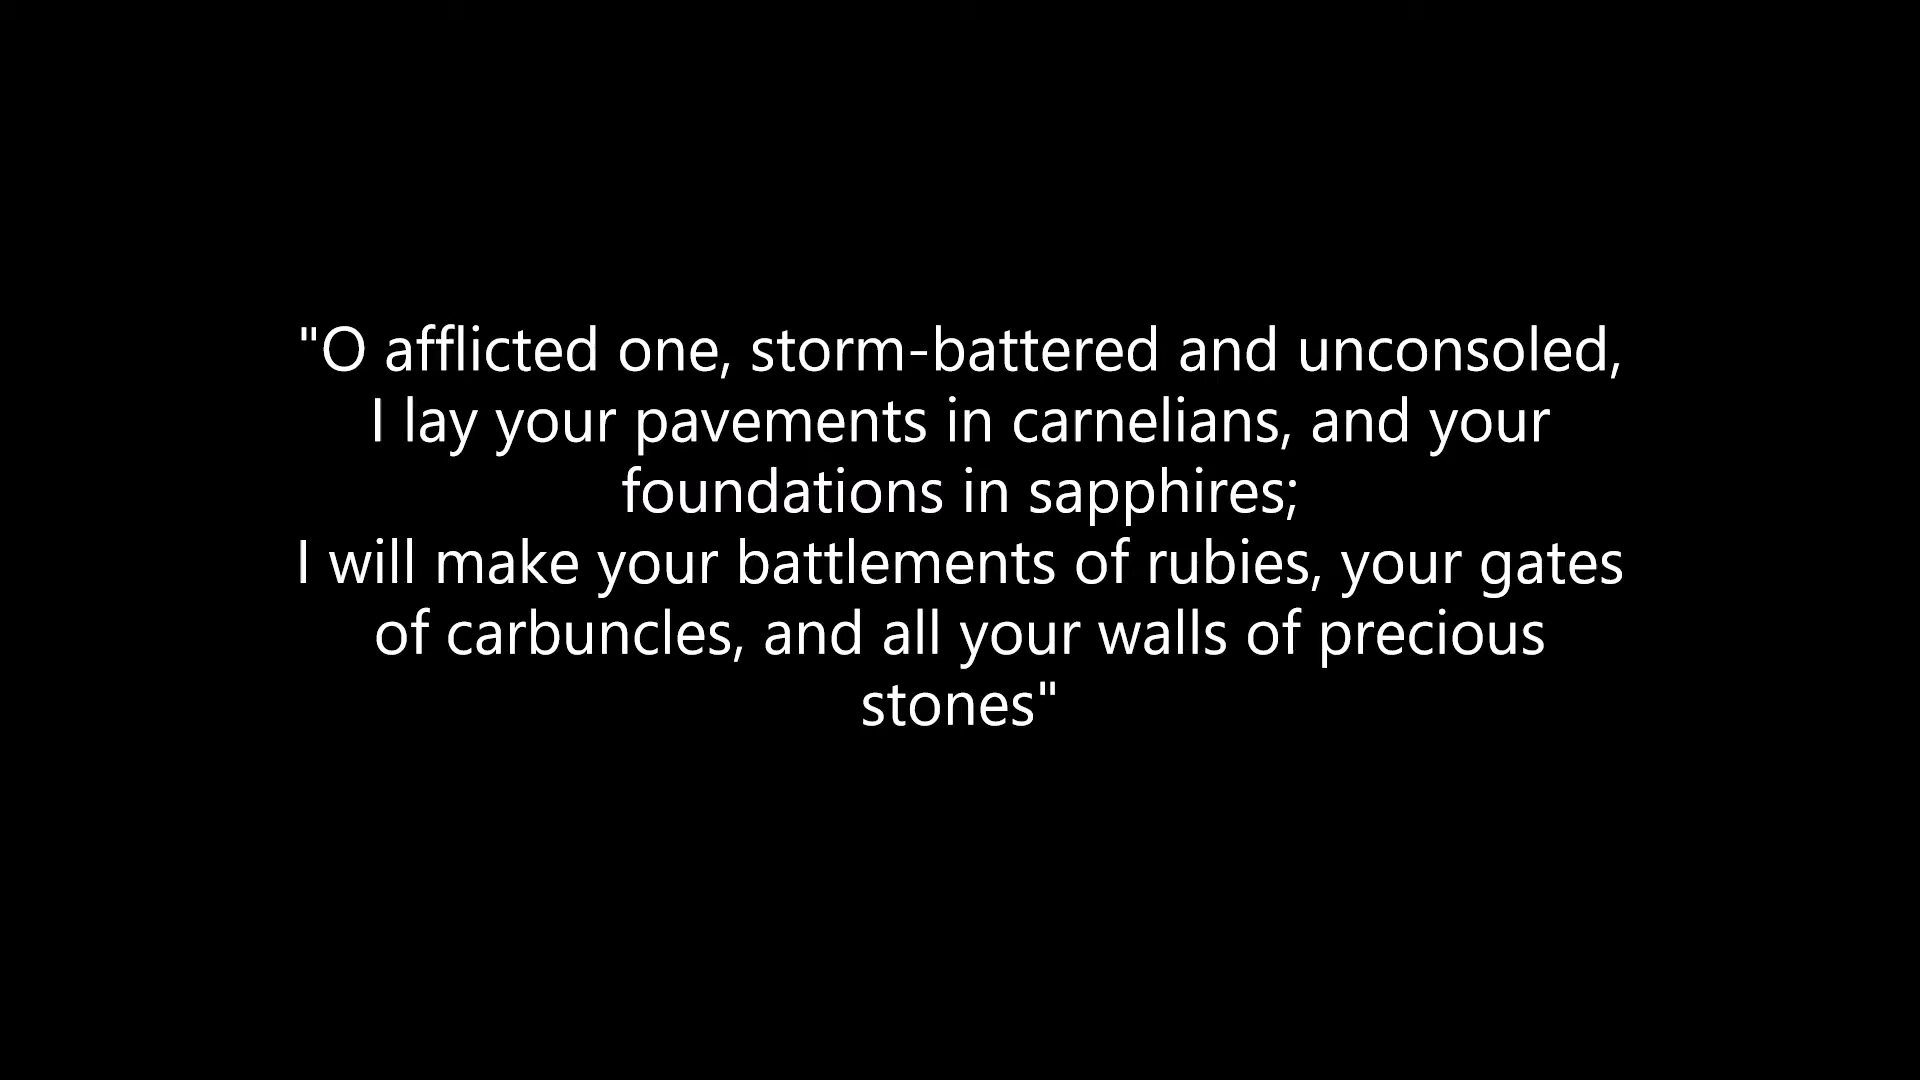 "O afflicted one, storm-battered and unconsoled,
I lay your pavements in carnelians, and your
foundations in sapphires;
I will make your battlements of rubies, your gates
of carbuncles, and all your walls of precious
stones"